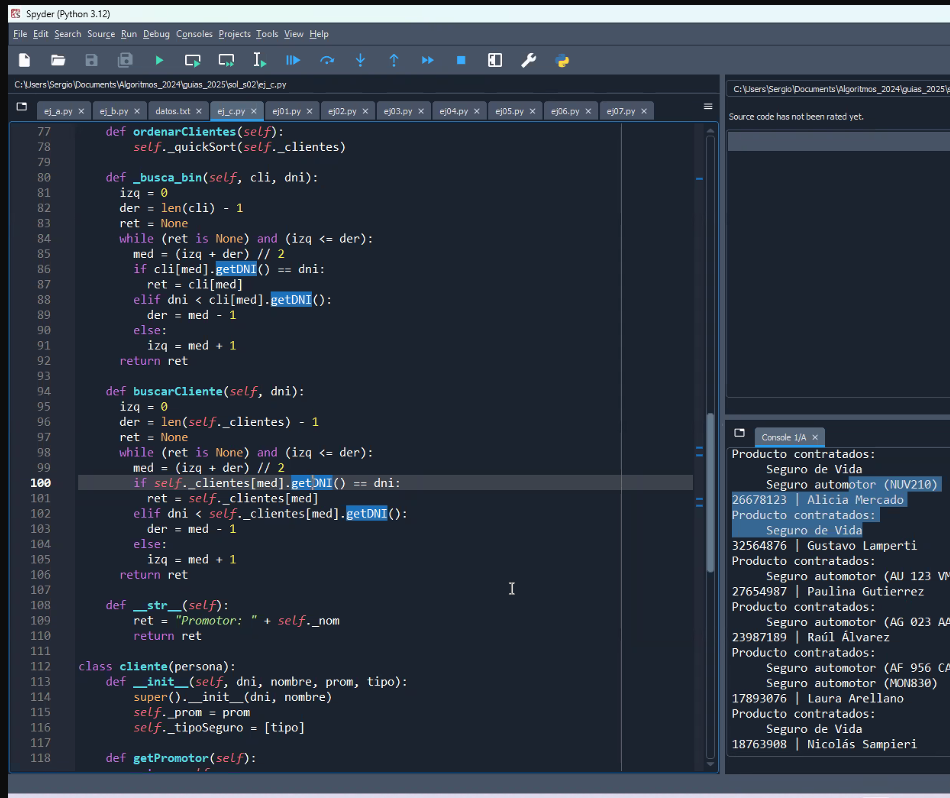 Spyder (Python 3.12)
File Edit Search Source Run Debug Consoles Projects Tools View Help
C:\Users\Sergio\Documents\Algoritmos_2024\guias_2025\sol_s02\ej_c.py
ej_a.py ej_b.py datos.txt ej_c.py ej01.py ej02.py ej03.py ej04.py ej05.py ej06.py ej07.py
77 def ordenarClientes(self):
78 self._quickSort(self._clientes)
79
80 def _busca_bin(self, cli, dni):
81 izq = 0
82 der = len(cli) - 1
83 ret = None
84 while (ret is None) and (izq <= der):
85 med = (izq + der) // 2
86 if cli[med].getDNI() == dni:
87 ret = cli[med]
88 elif dni < cli[med].getDNI():
89 der = med - 1
90 else:
91 izq = med + 1
92 return ret
93
94 def buscarCliente(self, dni):
95 izq = 0
96 der = len(self._clientes) - 1
97 ret = None
98 while (ret is None) and (izq <= der):
99 med = (izq + der) // 2
100 if self._clientes[med].getDNI() == dni:
101 ret = self._clientes[med]
102 elif dni < self._clientes[med].getDNI():
103 der = med - 1
104 else:
105 izq = med + 1
106 return ret
107
108 def __str__(self):
109 ret = "Promotor: " + self._nom
110 return ret
111
112 class cliente(persona):
113 def __init__(self, dni, nombre, prom, tipo):
114 super().__init__(dni, nombre)
115 self._prom = prom
116 self._tipoSeguro = [tipo]
117
118 def getPromotor(self):
C:\Users\Sergio\Documents\Algoritmos_2024\guias_2025\
Source code has not been rated yet.
Console 1/A
Producto contratados:
Seguro de Vida
Seguro automotor (NUV210)
26678123 | Alicia Mercado
Producto contratados:
Seguro de Vida
32564876 | Gustavo Lamperti
Producto contratados:
Seguro automotor (AU 123 VM
27654987 | Paulina Gutierrez
Producto contratados:
Seguro automotor (AG 023 AA
23987189 | Raúl Álvarez
Producto contratados:
Seguro automotor (AF 956 CA
Seguro automotor (MON830)
17893076 | Laura Arellano
Producto contratados:
Seguro de Vida
18763908 | Nicolás Sampieri